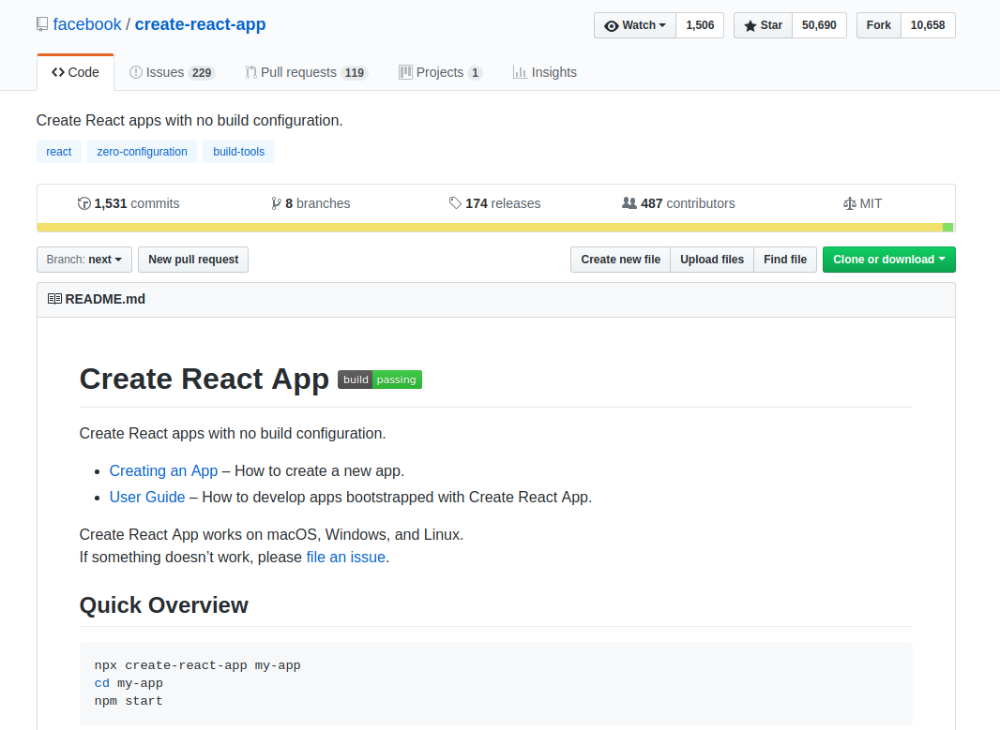 facebook / create-react-app
Watch 1,506 Star 50,690 Fork 10,658
Code Issues 229 Pull requests 119 Projects 1 Insights
Create React apps with no build configuration.
react zero-configuration build-tools
1,531 commits 8 branches 174 releases 487 contributors MIT
Branch: next New pull request Create new file Upload files Find file Clone or download
README.md
Create React App build passing
Create React apps with no build configuration.
• Creating an App – How to create a new app.
• User Guide – How to develop apps bootstrapped with Create React App.
Create React App works on macOS, Windows, and Linux.
If something doesn’t work, please file an issue.
Quick Overview
npx create-react-app my-app
cd my-app
npm start